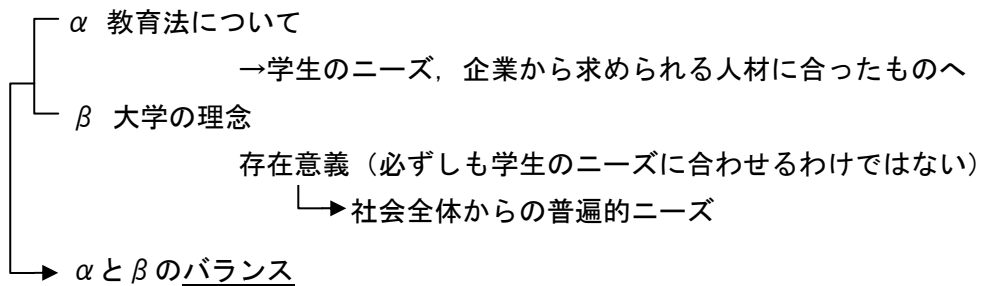 α 教育法について
→学生のニーズ，企業から求められる人材に合ったものへ
β 大学の理念
存在意義（必ずしも学生のニーズに合わせるわけではない）
社会全体からの普遍的ニーズ
αとβのバランス